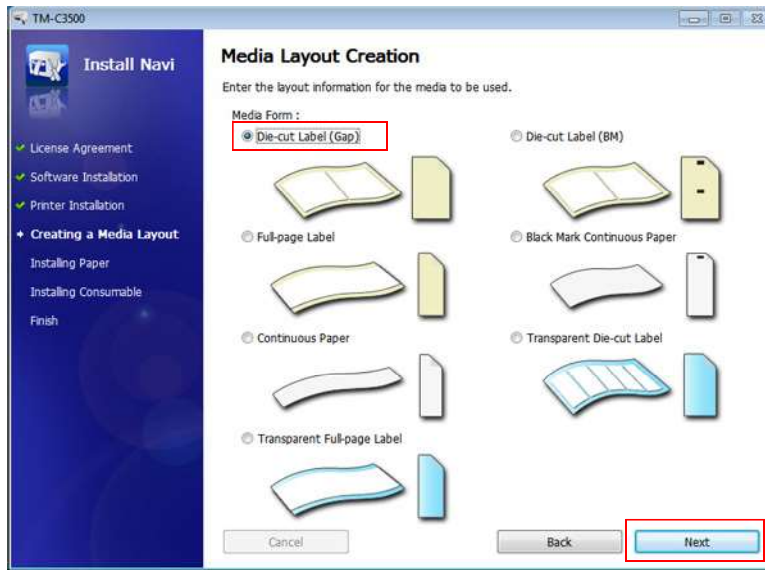 TM-C3500
Install Navi
License Agreement
Software Installation
Printer Installation
Creating a Media Layout
Installing Paper
Installing Consumable
Finish
Media Layout Creation
Enter the layout information for the media to be used.
Media Form :
Die-cut Label (Gap)
Die-cut Label (BM)
Full-page Label
Black Mark Continuous Paper
Continuous Paper
Transparent Die-cut Label
Transparent Full-page Label
Cancel
Back
Next